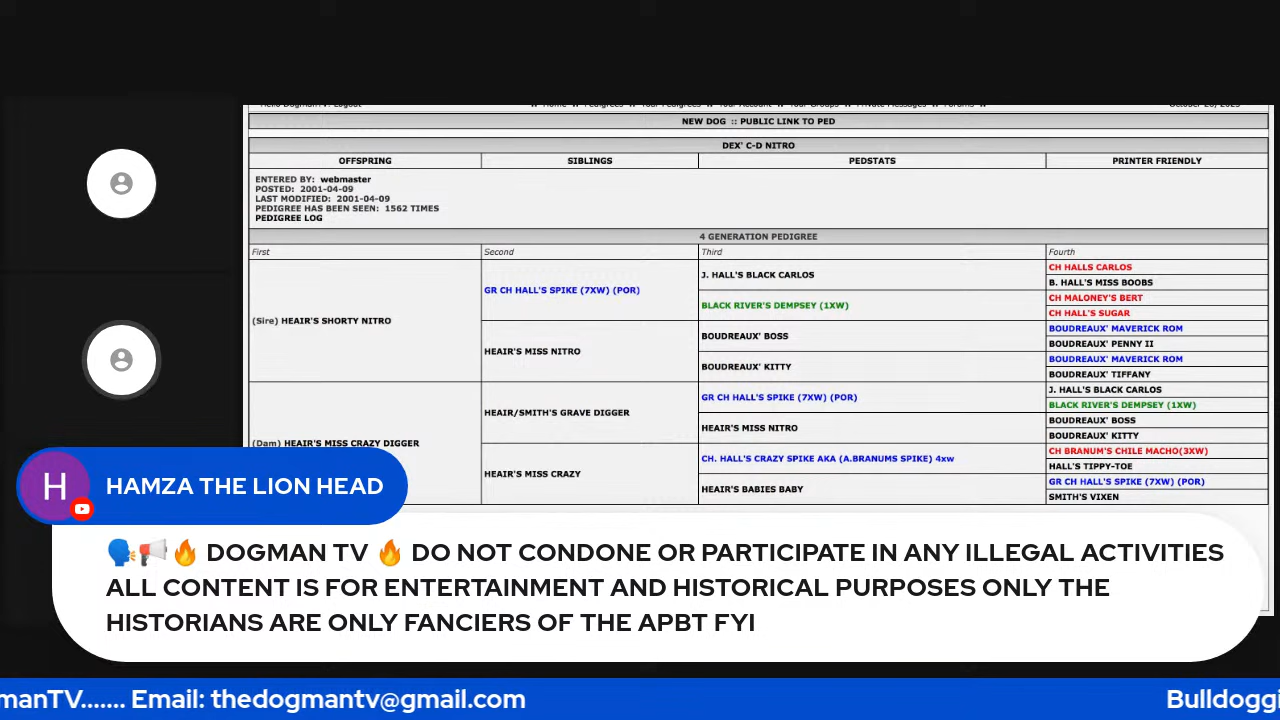 Hello DogmanTV: Logout
October 20, 2025
NEW DOG :: PUBLIC LINK TO PED
DEX' C-D NITRO
OFFSPRING SIBLINGS PEDSTATS PRINTER FRIENDLY
ENTERED BY: webmaster
POSTED: 2001-04-09
LAST MODIFIED: 2001-04-09
PEDIGREE HAS BEEN SEEN: 1562 TIMES
PEDIGREE LOG
4 GENERATION PEDIGREE
First Second Third Fourth
(Sire) HEAIR'S SHORTY NITRO
GR CH HALL'S SPIKE (7XW) (POR)
J. HALL'S BLACK CARLOS
CH HALLS CARLOS
B. HALL'S MISS BOOBS
BLACK RIVER'S DEMPSEY (1XW)
CH MALONEY'S BERT
CH HALL'S SUGAR
HEAIR'S MISS NITRO
BOUDREAUX' BOSS
BOUDREAUX' MAVERICK ROM
BOUDREAUX' PENNY II
BOUDREAUX' KITTY
BOUDREAUX' MAVERICK ROM
BOUDREAUX' TIFFANY
(Dam) HEAIR'S MISS CRAZY DIGGER
HEAIR/SMITH'S GRAVE DIGGER
GR CH HALL'S SPIKE (7XW) (POR)
J. HALL'S BLACK CARLOS
BLACK RIVER'S DEMPSEY (1XW)
HEAIR'S MISS NITRO
BOUDREAUX' BOSS
BOUDREAUX' KITTY
HEAIR'S MISS CRAZY
CH. HALL'S CRAZY SPIKE AKA (A.BRANUMS SPIKE) 4xw
CH BRANUM'S CHILE MACHO(3XW)
HALL'S TIPPY-TOE
HEAIR'S BABIES BABY
GR CH HALL'S SPIKE (7XW) (POR)
SMITH'S VIXEN
H
HAMZA THE LION HEAD
🗣️📢🔥 DOGMAN TV 🔥 DO NOT CONDONE OR PARTICIPATE IN ANY ILLEGAL ACTIVITIES
ALL CONTENT IS FOR ENTERTAINMENT AND HISTORICAL PURPOSES ONLY THE
HISTORIANS ARE ONLY FANCIERS OF THE APBT FYI
manTV....... Email: thedogmantv@gmail.com
Bulldoggi